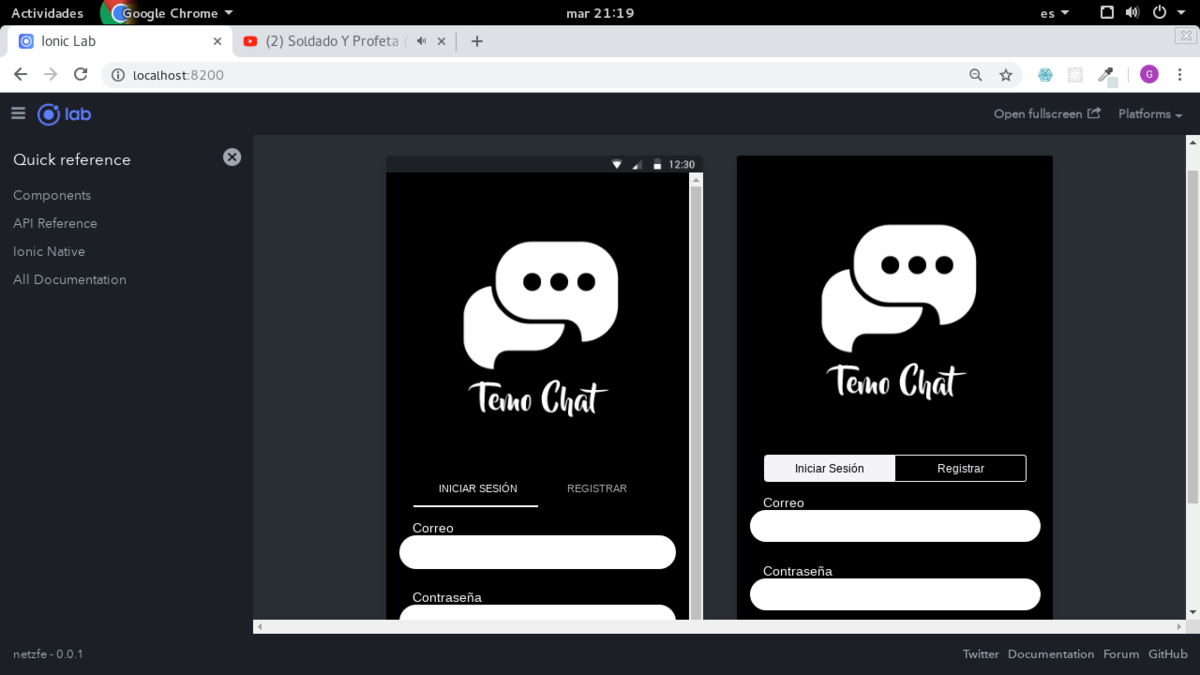 Actividades
Google Chrome
mar 21:19
es
Ionic Lab
(2) Soldado Y Profeta (
localhost:8200
G
lab
Open fullscreen
Platforms
Quick reference
Components
API Reference
Ionic Native
All Documentation
12:30
Temo Chat
INICIAR SESIÓN
REGISTRAR
Correo
Contraseña
Temo Chat
Iniciar Sesión
Registrar
Correo
Contraseña
netzfe - 0.0.1
Twitter
Documentation
Forum
GitHub